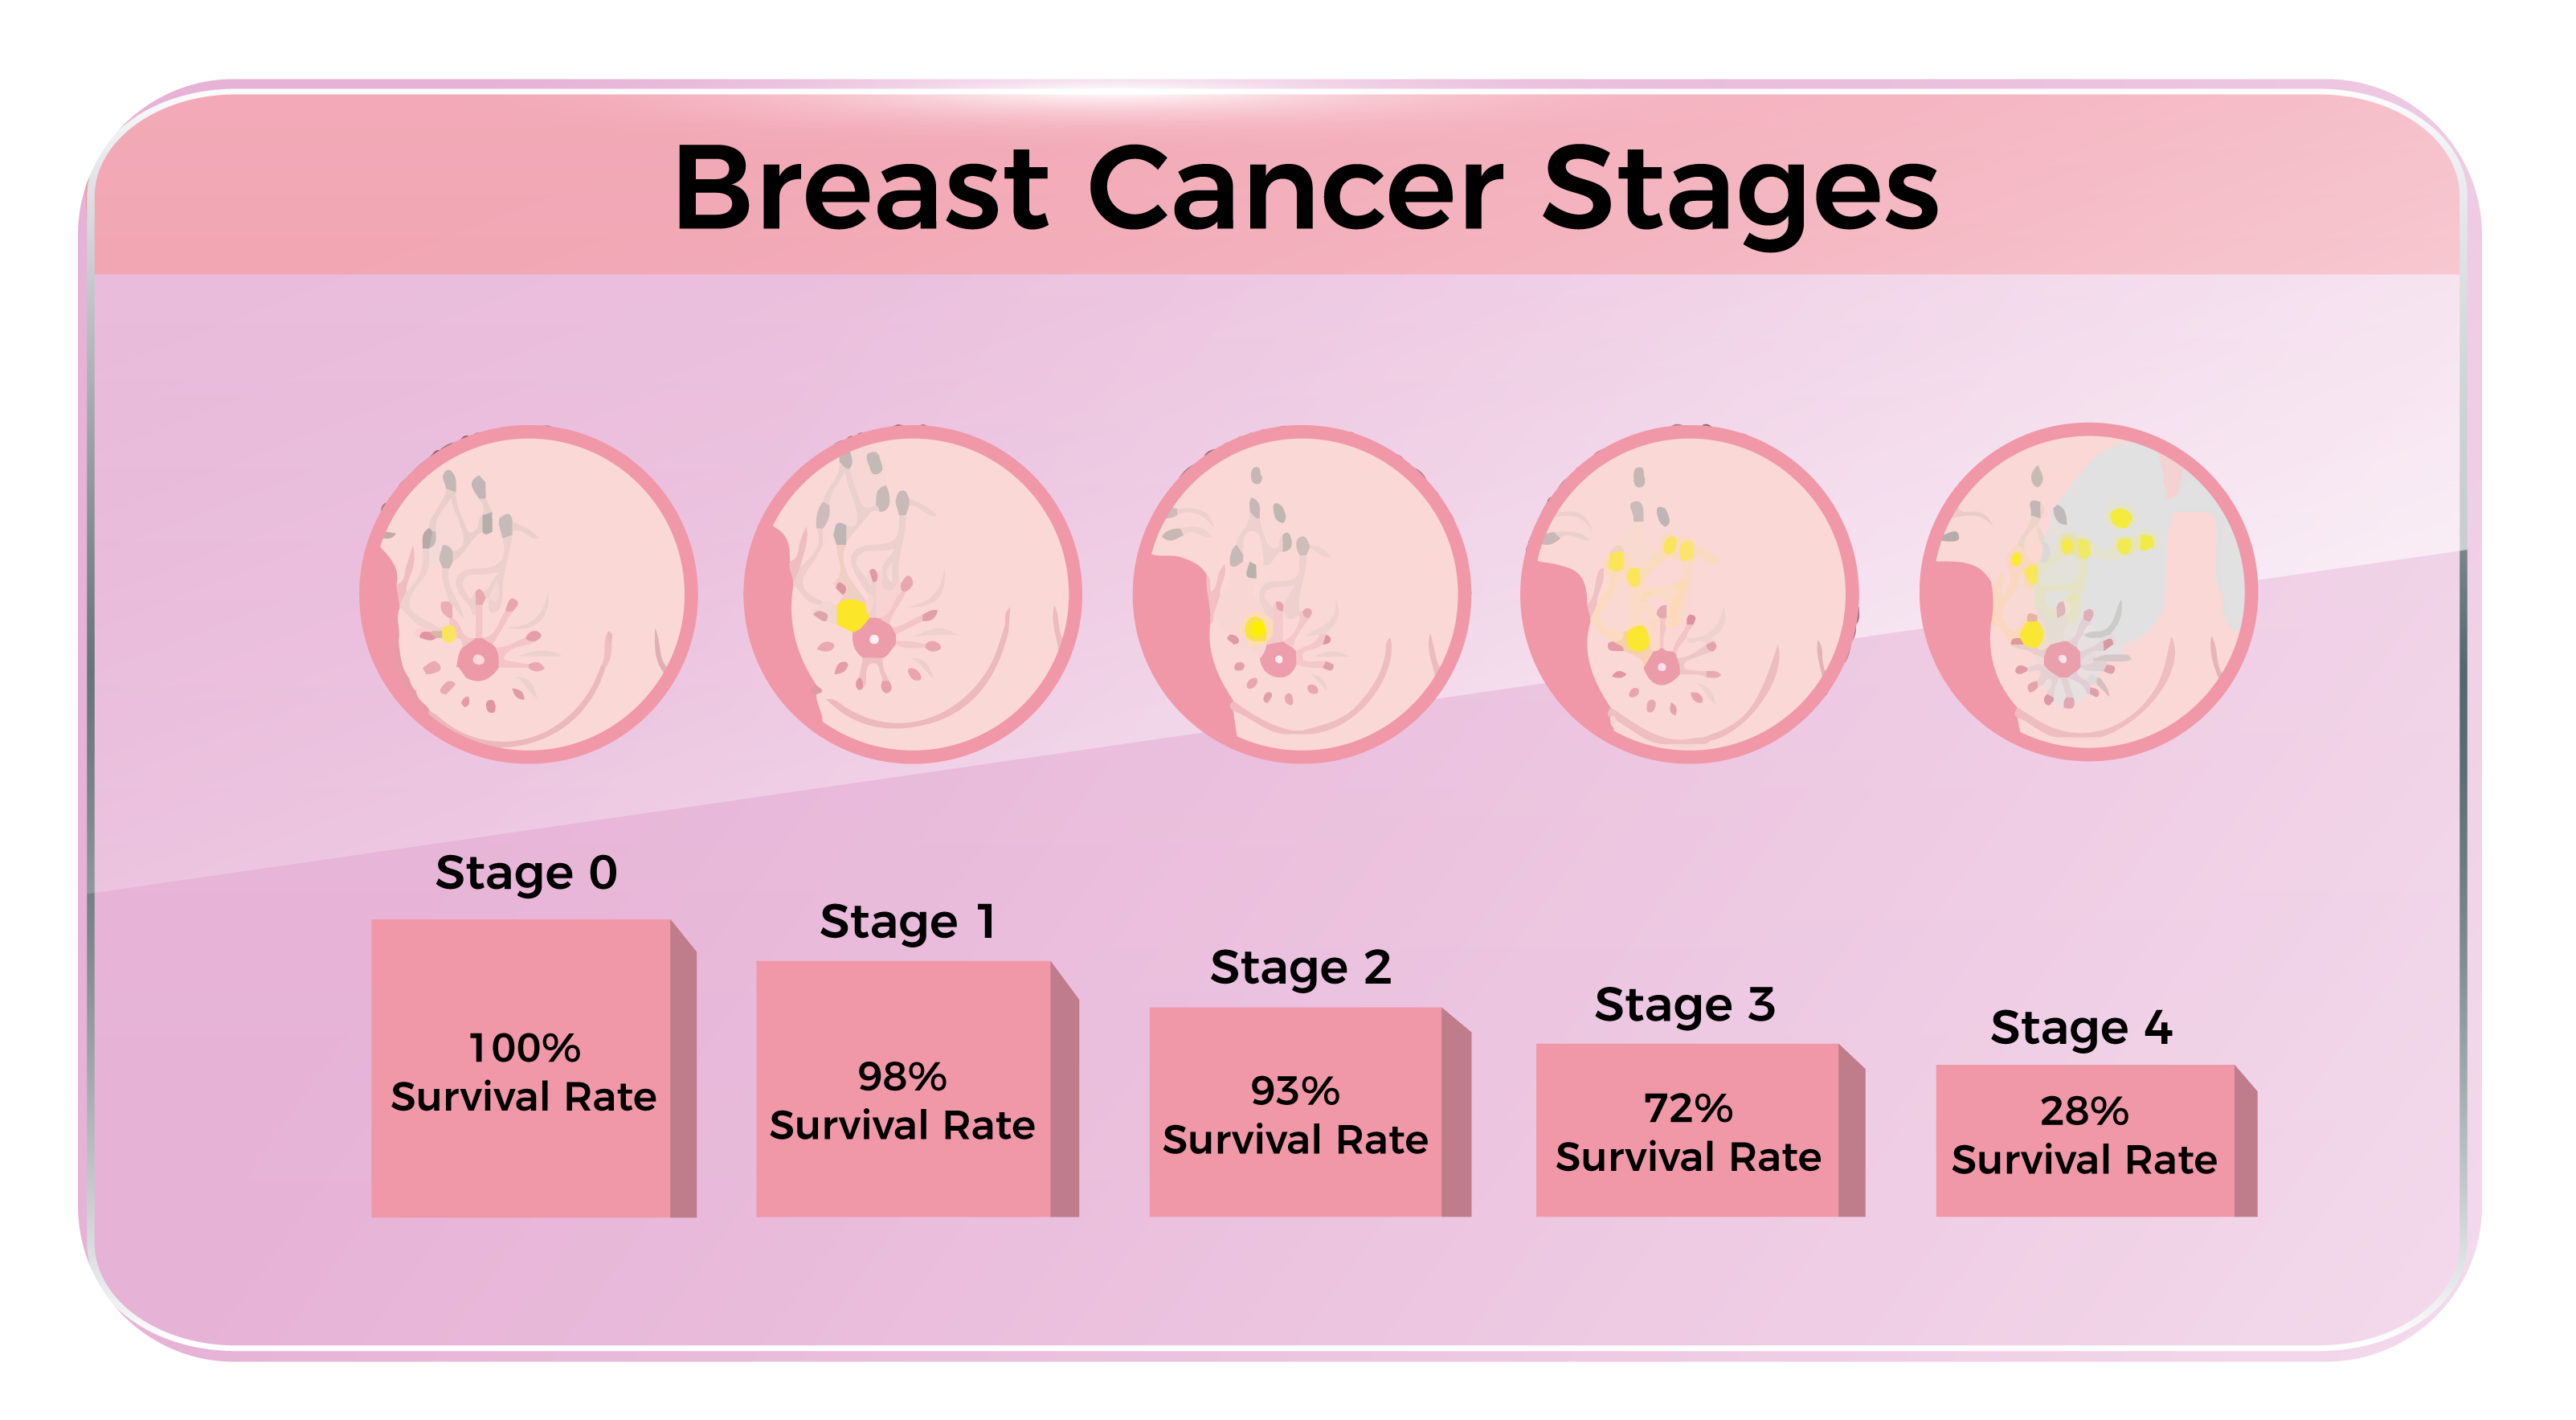 Breast Cancer Stages
Stage 0
100%
Survival Rate
Stage 1
98%
Survival Rate
Stage 2
93%
Survival Rate
Stage 3
72%
Survival Rate
Stage 4
28%
Survival Rate